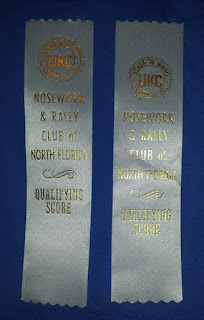 UKC
NOSEWORK
& RALLY
CLUB of
NORTH FLORIDA
QUALIFYING
SCORE
UKC
NOSEWORK
& RALLY
CLUB of
NORTH FLORIDA
QUALIFYING
SCORE